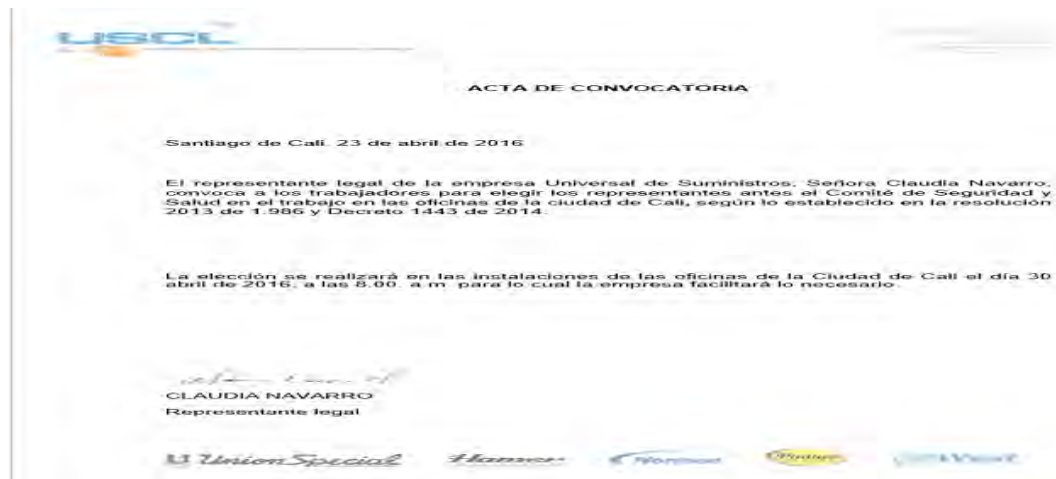 USCL
ACTA DE CONVOCATORIA
Santiago de Cali. 23 de abril de 2016
El representante legal de la empresa Universal de Suministros, Señora Claudia Navarro,
convoca a los trabajadores para elegir los representantes antes el Comité de Seguridad y
Salud en el trabajo en las oficinas de la ciudad de Cali, según lo establecido en la resolución
2013 de 1.986 y Decreto 1443 de 2014.
La elección se realizará en las instalaciones de las oficinas de la Ciudad de Cali el día 30
abril de 2016, a las 8.00. a.m para lo cual la empresa facilitará lo necesario.
CLAUDIA NAVARRO
Representante legal
Union Special Hamer Nordson